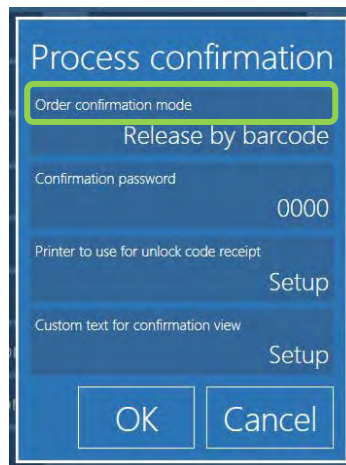 Process confirmation
Order confirmation mode
Release by barcode
Confirmation password
0000
Printer to use for unlock code receipt
Setup
Custom text for confirmation view
Setup
OK
Cancel